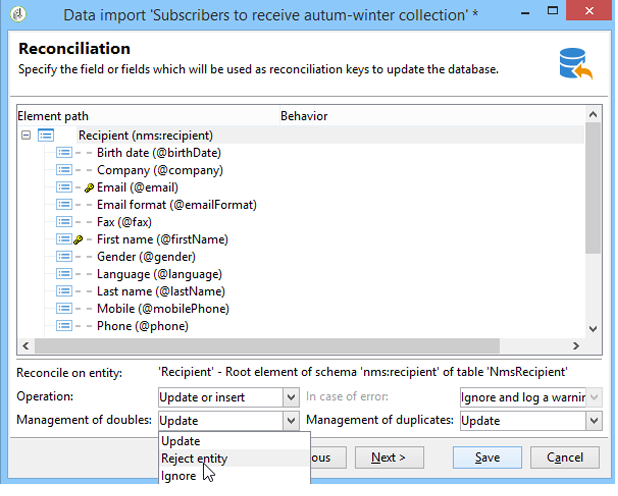 Data import 'Subscribers to receive autum-winter collection' *
Reconciliation
Specify the field or fields which will be used as reconciliation keys to update the database.
Element path Behavior
Recipient (nms:recipient)
Birth date (@birthDate)
Company (@company)
Email (@email)
Email format (@emailFormat)
Fax (@fax)
First name (@firstName)
Gender (@gender)
Language (@language)
Last name (@lastName)
Mobile (@mobilePhone)
Phone (@phone)
Reconcile on entity: 'Recipient' - Root element of schema 'nms:recipient' of table 'NmsRecipient'
Operation: Update or insert In case of error: Ignore and log a warnin
Management of doubles: Update Management of duplicates: Update
Update
Reject entity ous Next > Save Cancel
Ignore